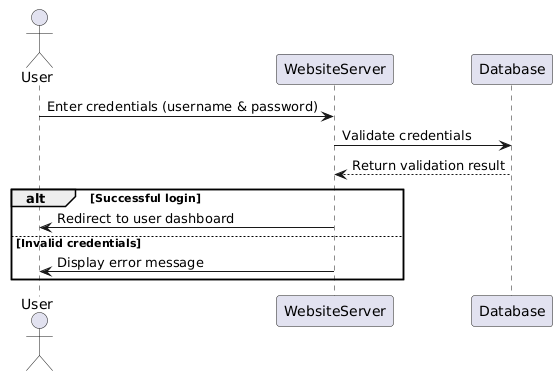 User
WebsiteServer
Database
Enter credentials (username & password)
Validate credentials
Return validation result
alt [Successful login]
Redirect to user dashboard
[Invalid credentials]
Display error message
User
WebsiteServer
Database